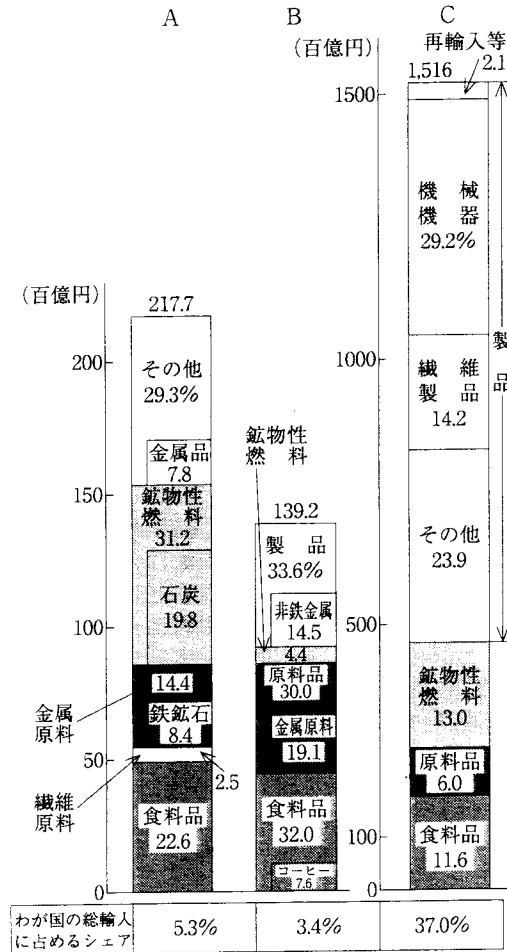 A
(百億円)
217.7
200
150
100
50
0
その他
29.3%
金属品
7.8
鉱物性
燃料
31.2
石炭
19.8
14.4
鉄鉱石
8.4
2.5
食料品
22.6
金属
原料
繊維
原料
B
139.2
鉱物性
燃料
製品
33.6%
非鉄金属
14.5
4.4
原料品
30.0
金属原料
19.1
食料品
32.0
コーヒー
7.6
C
(百億円)
再輸入等
2.1
1,516
1500
1000
500
100
0
機械
機器
29.2%
繊維
製品
14.2
その他
23.9
製品
鉱物性
燃料
13.0
原料品
6.0
食料品
11.6
わが国の総輸入
に占めるシェア
5.3%
3.4%
37.0%